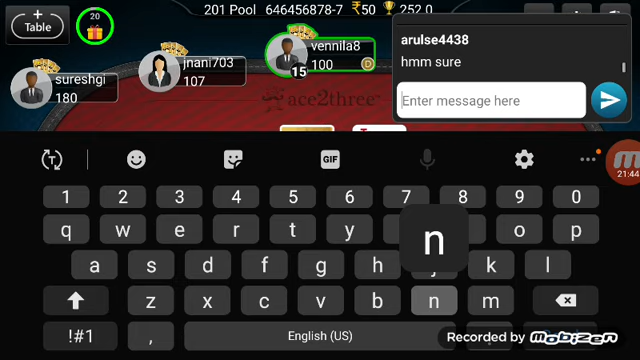 +
Table
20
201 Pool 646456878-7 ₹50 252.0
sureshgi
180
jnani703
107
vennila8
100
15
D
ace2three
arulse4438
hmm sure
Enter message here
T
GIF
21:44
1 2 3 4 5 6 7 8 9 0
q w e r t y o p
a s d f g h j k l
n
z x c v b n m
!#1 , English (US)
Recorded by mobizen